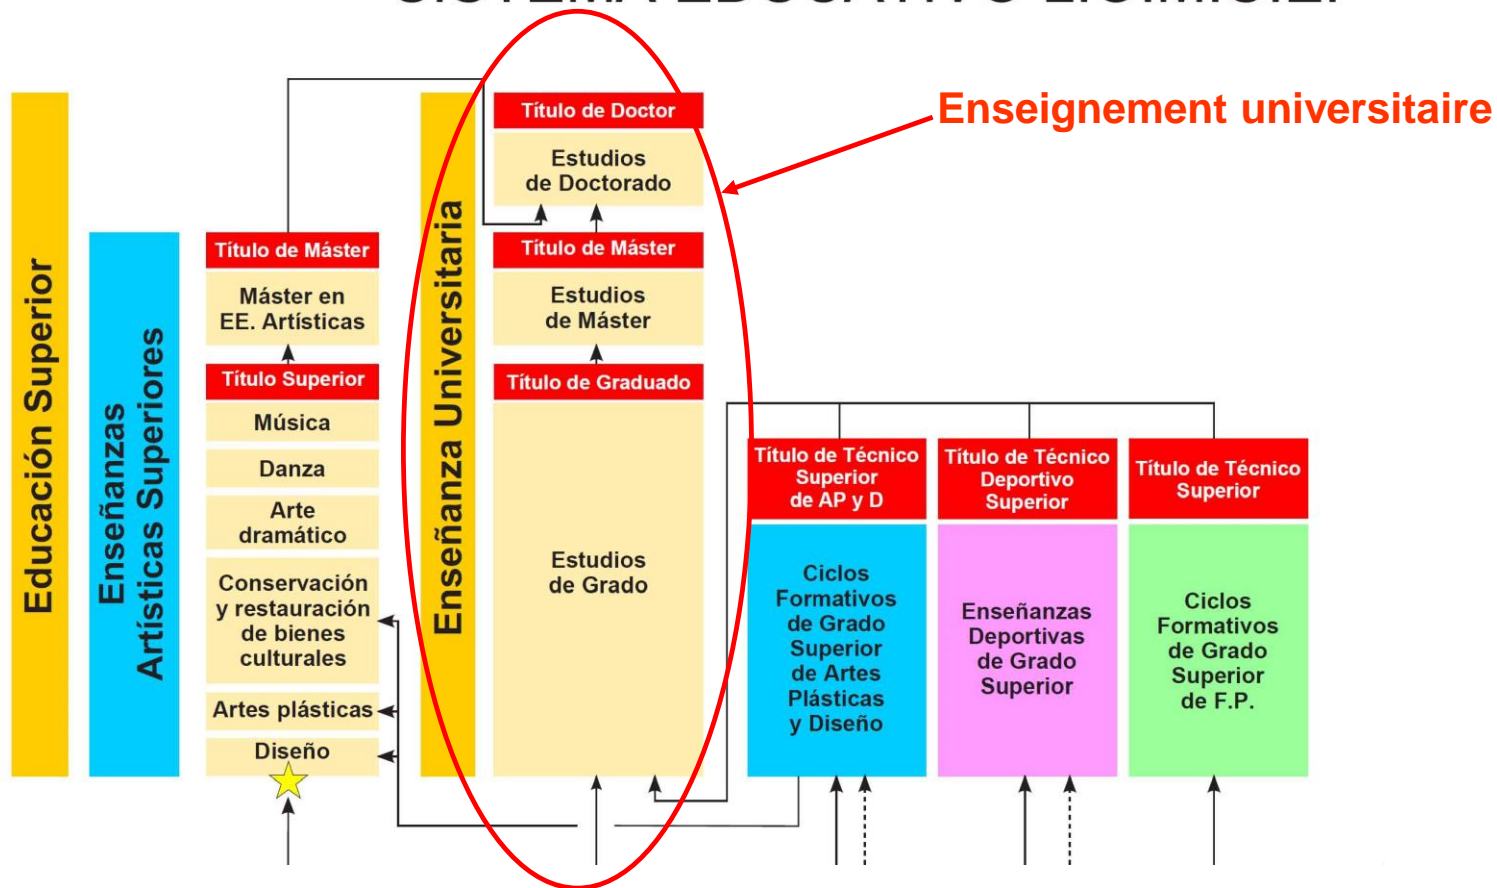 Enseignement universitaire
Educación Superior
Enseñanzas
Artísticas Superiores
Título de Máster
Máster en
EE. Artísticas
Título Superior
Música
Danza
Arte
dramático
Conservación
y restauración
de bienes
culturales
Artes plásticas
Diseño
Enseñanza Universitaria
Título de Doctor
Estudios
de Doctorado
Título de Máster
Estudios
de Máster
Título de Graduado
Estudios
de Grado
Título de Técnico
Superior
de AP y D
Ciclos
Formativos
de Grado
Superior
de Artes
Plásticas
y Diseño
Título de Técnico
Deportivo
Superior
Enseñanzas
Deportivas
de Grado
Superior
Título de Técnico
Superior
Ciclos
Formativos
de Grado
Superior
de F.P.